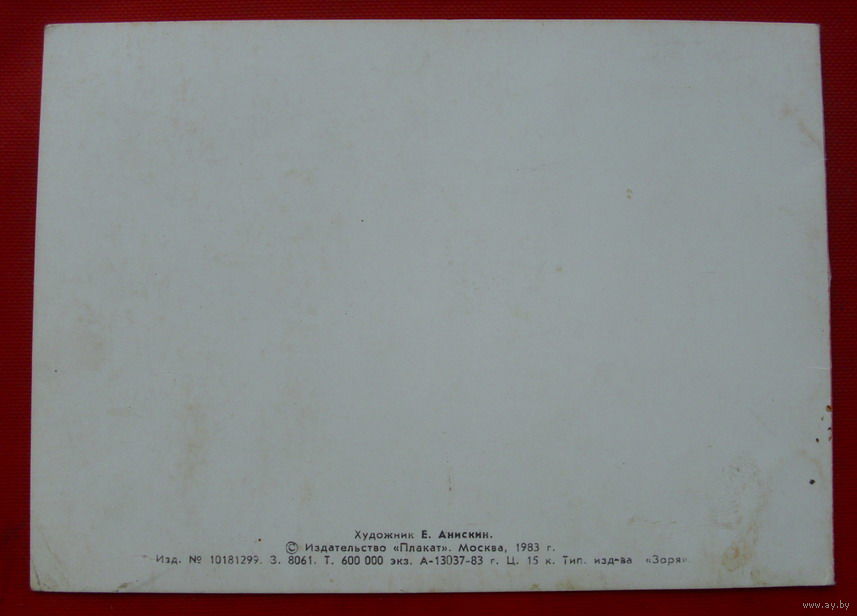 Художник Е. Анискин.
© Издательство «Плакат». Москва, 1983 г.
Изд. № 10181299. З. 8061. Т. 600 000 экз. А-13037-83 г. Ц. 15 к. Тип. изд-ва «Зоря».
www.ay.by